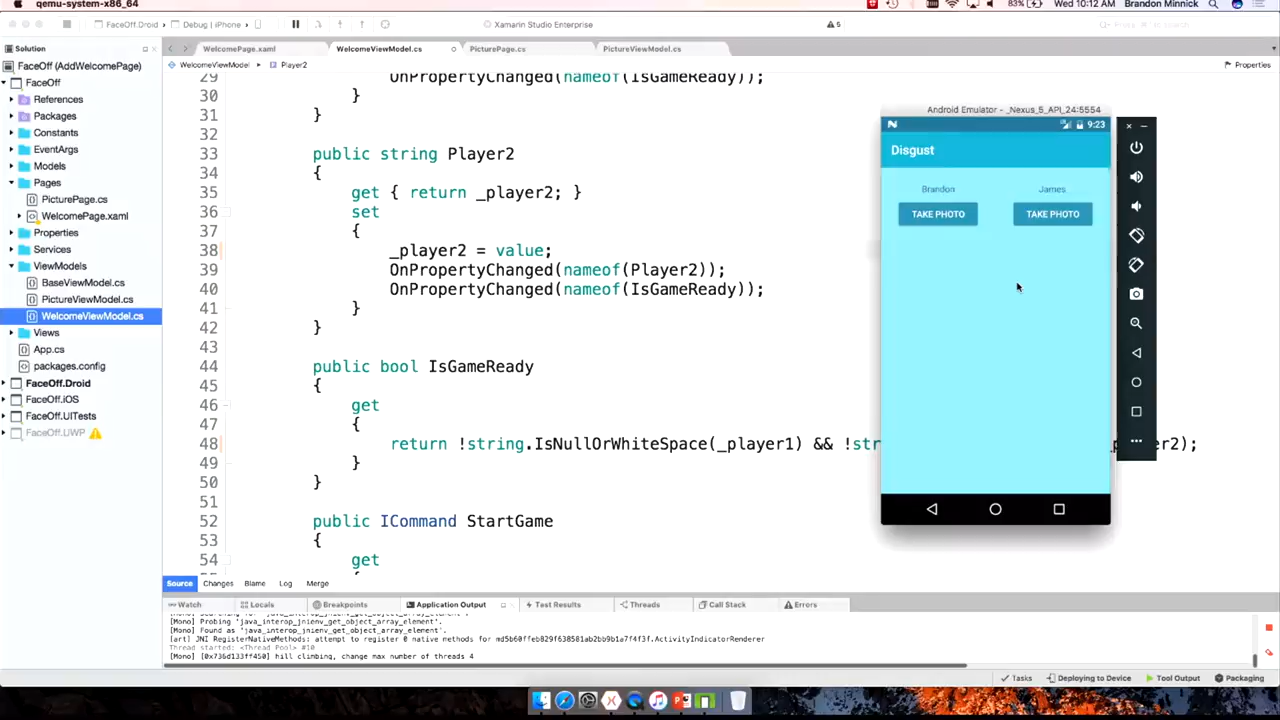 qemu-system-x86_64
83%
Wed 10:12 AM
Brandon Minnick
FaceOff.Droid
Debug
iPhone
Xamarin Studio Enterprise
5
Solution
WelcomePage.xaml
WelcomeViewModel.cs
PicturePage.cs
PictureViewModel.cs
FaceOff (AddWelcomePage)
WelcomeViewModel
Player2
Properties
FaceOff
References
Packages
Constants
EventArgs
Models
Pages
PicturePage.cs
WelcomePage.xaml
Properties
Services
ViewModels
BaseViewModel.cs
PictureViewModel.cs
WelcomeViewModel.cs
Views
App.cs
packages.config
FaceOff.Droid
FaceOff.iOS
FaceOff.UITests
FaceOff.UWP
29 OnPropertyChanged(nameof(IsGameReady));
30 }
31 }
32
33 public string Player2
34 {
35 get { return _player2; }
36 set
37 {
38 _player2 = value;
39 OnPropertyChanged(nameof(Player2));
40 OnPropertyChanged(nameof(IsGameReady));
41 }
42 }
43
44 public bool IsGameReady
45 {
46 get
47 {
48 return !string.IsNullOrWhiteSpace(_player1) && !str
player2);
49 }
50 }
51
52 public ICommand StartGame
53 {
54 get
Android Emulator - _Nexus_5_API_24:5554
9:23
Disgust
Brandon
James
TAKE PHOTO
TAKE PHOTO
Source
Changes
Blame
Log
Merge
Watch
Locals
Breakpoints
Application Output
Test Results
Threads
Call Stack
Errors
[Mono] Probing 'java_interop_jnienv_get_object_array_element'.
[Mono] Found as 'java_interop_jnienv_get_object_array_element'.
[art] JNI RegisterNativeMethods: attempt to register 0 native methods for md5b60ffeb829f638581ab2bb9b1a7f4f3f.ActivityIndicatorRenderer
Thread started: <Thread Pool> #10
[Mono] [0x736d133ff450] hill climbing, change max number of threads 4
Tasks
Deploying to Device
Tool Output
Packaging